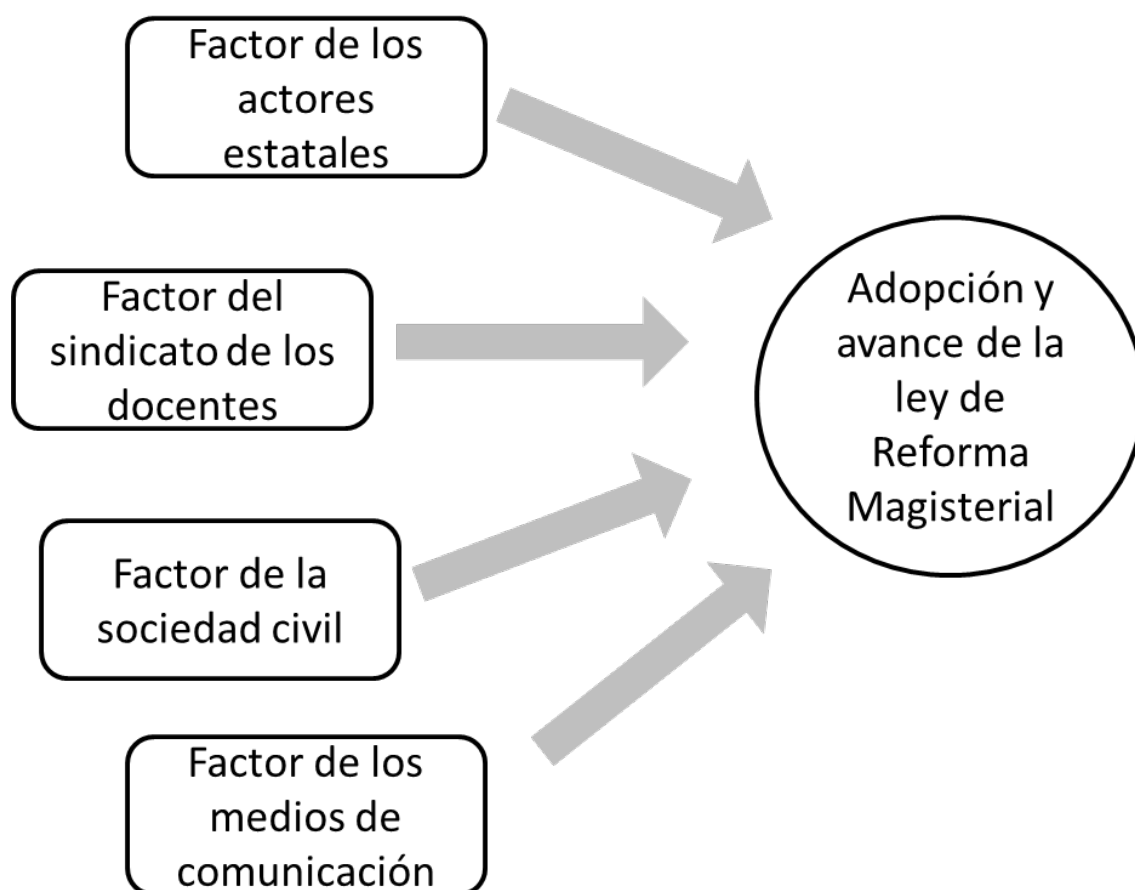 Factor de los
actores
estatales
Factor del
sindicato de los
docentes
Factor de la
sociedad civil
Factor de los
medios de
comunicación
Adopción y
avance de la
ley de
Reforma
Magisterial